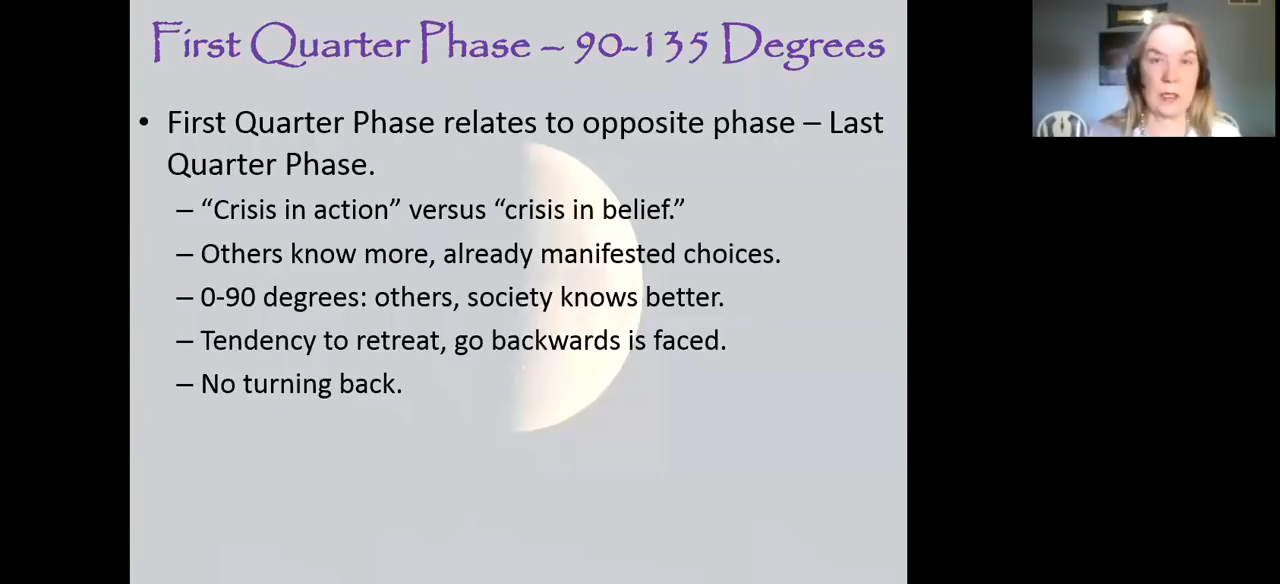 First Quarter Phase – 90-135 Degrees
• First Quarter Phase relates to opposite phase – Last
Quarter Phase.
– “Crisis in action” versus “crisis in belief.”
– Others know more, already manifested choices.
– 0-90 degrees: others, society knows better.
– Tendency to retreat, go backwards is faced.
– No turning back.